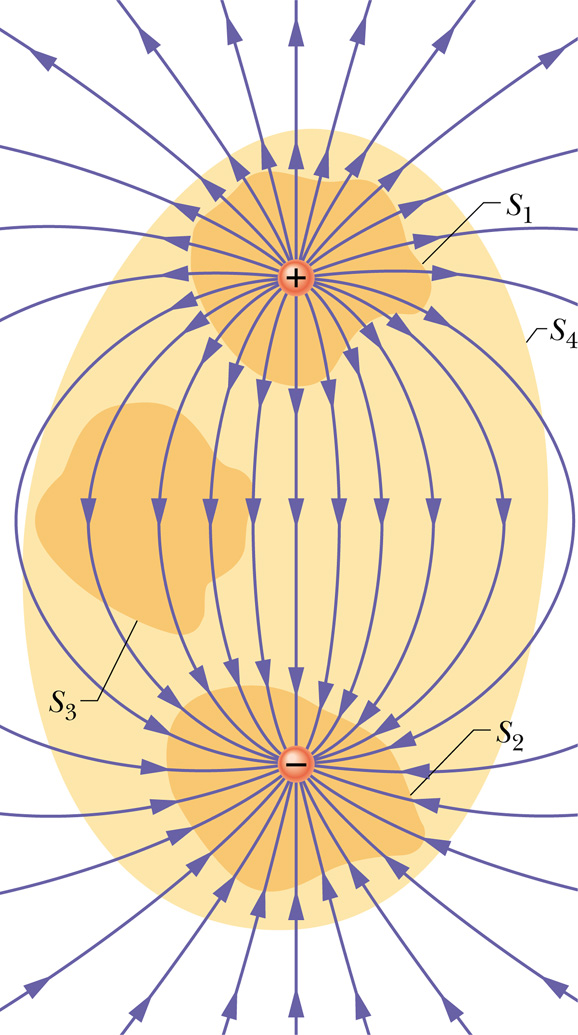 S₁
+
S₄
S₃
S₂
−